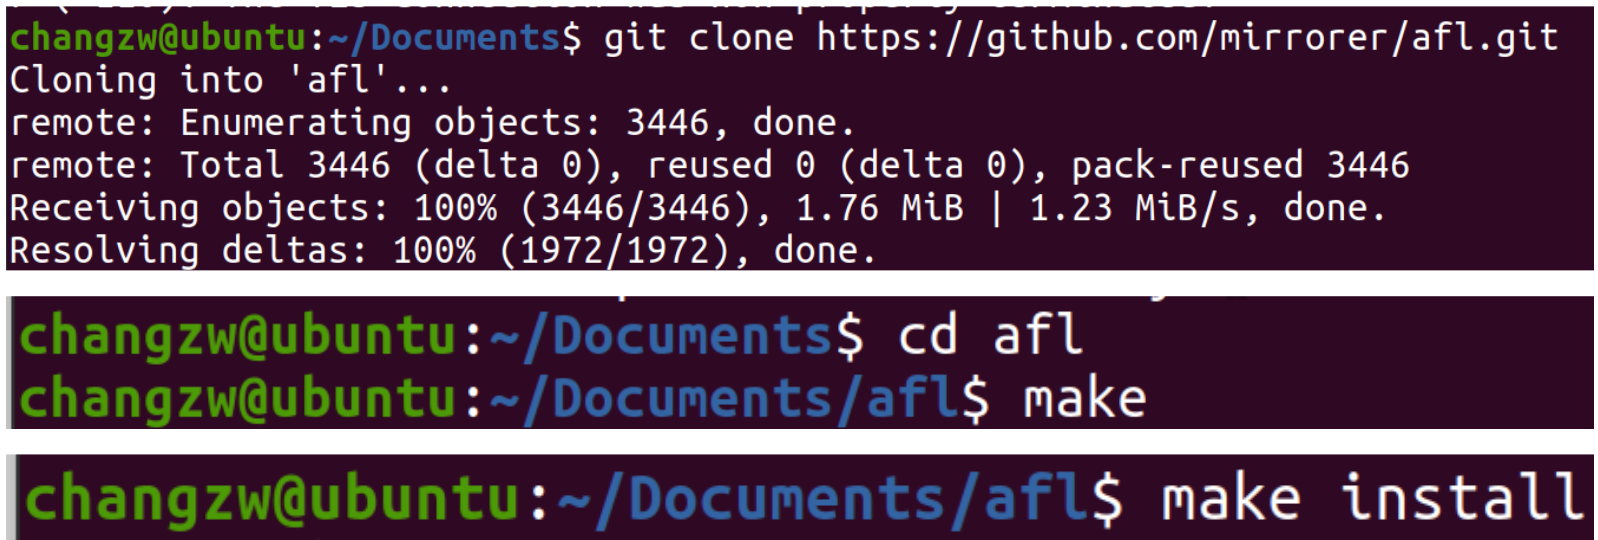 changzw@ubuntu:~/Documents$ git clone https://github.com/mirrorer/afl.git
Cloning into 'afl'...
remote: Enumerating objects: 3446, done.
remote: Total 3446 (delta 0), reused 0 (delta 0), pack-reused 3446
Receiving objects: 100% (3446/3446), 1.76 MiB | 1.23 MiB/s, done.
Resolving deltas: 100% (1972/1972), done.
changzw@ubuntu:~/Documents$ cd afl
changzw@ubuntu:~/Documents/afl$ make
changzw@ubuntu:~/Documents/afl$ make install